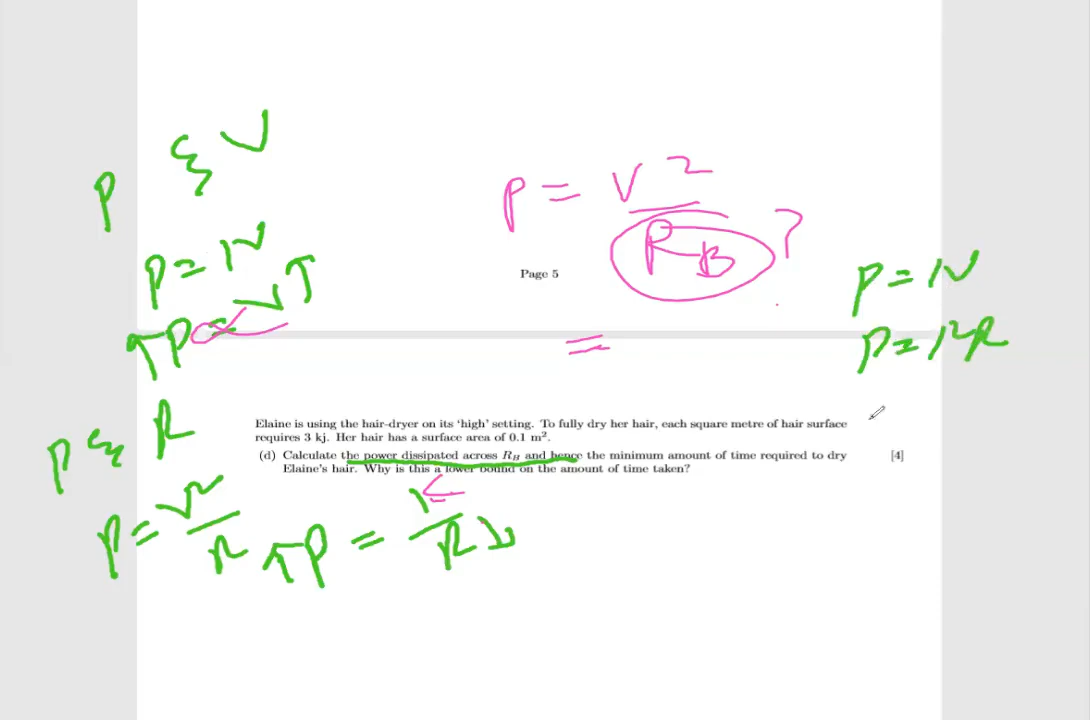 P & V
P = IV
↑P ∝ = V↑
P & R
P = V²
R
↑P = K
R↓
P = V²
R_B ?
=
P = IV
P = I²R
Page 5
Elaine is using the hair-dryer on its ‘high’ setting. To fully dry her hair, each square metre of hair surface
requires 3 kj. Her hair has a surface area of 0.1 m².
(d) Calculate the power dissipated across R_B and hence the minimum amount of time required to dry [4]
Elaine’s hair. Why is this a lower bound on the amount of time taken?